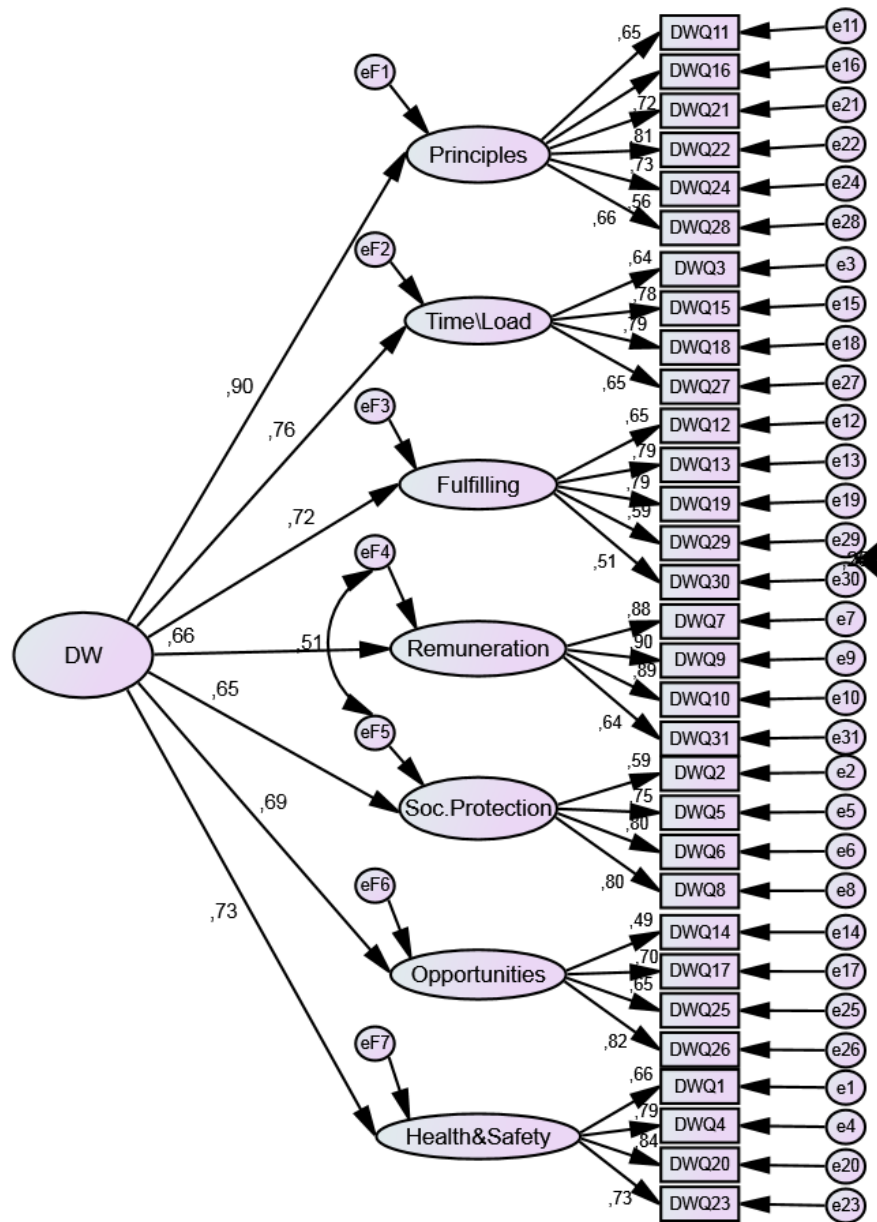 ,65
DWQ11
e11
eF1
DWQ16
e16
,72
DWQ21
e21
,81
DWQ22
e22
Principles
,73
DWQ24
e24
,56
,66
DWQ28
e28
eF2
,64
DWQ3
e3
,78
DWQ15
e15
Time\Load
,79
DWQ18
e18
,90
,65
DWQ27
e27
eF3
,76
,65
DWQ12
e12
,79
DWQ13
e13
Fulfilling
,79
DWQ19
e19
,72
,59
DWQ29
e29
eF4
,51
DWQ30
e30
,88
DWQ7
e7
DW
,66
,51
Remuneration
,90
DWQ9
e9
,89
DWQ10
e10
,65
,64
DWQ31
e31
eF5
,59
DWQ2
e2
,75
Soc.Protection
DWQ5
e5
,69
,80
DWQ6
e6
,80
DWQ8
e8
eF6
,73
,49
DWQ14
e14
Opportunities
,70
DWQ17
e17
,65
DWQ25
e25
eF7
,82
DWQ26
e26
,66
DWQ1
e1
,79
DWQ4
e4
Health&Safety
,84
DWQ20
e20
,73
DWQ23
e23